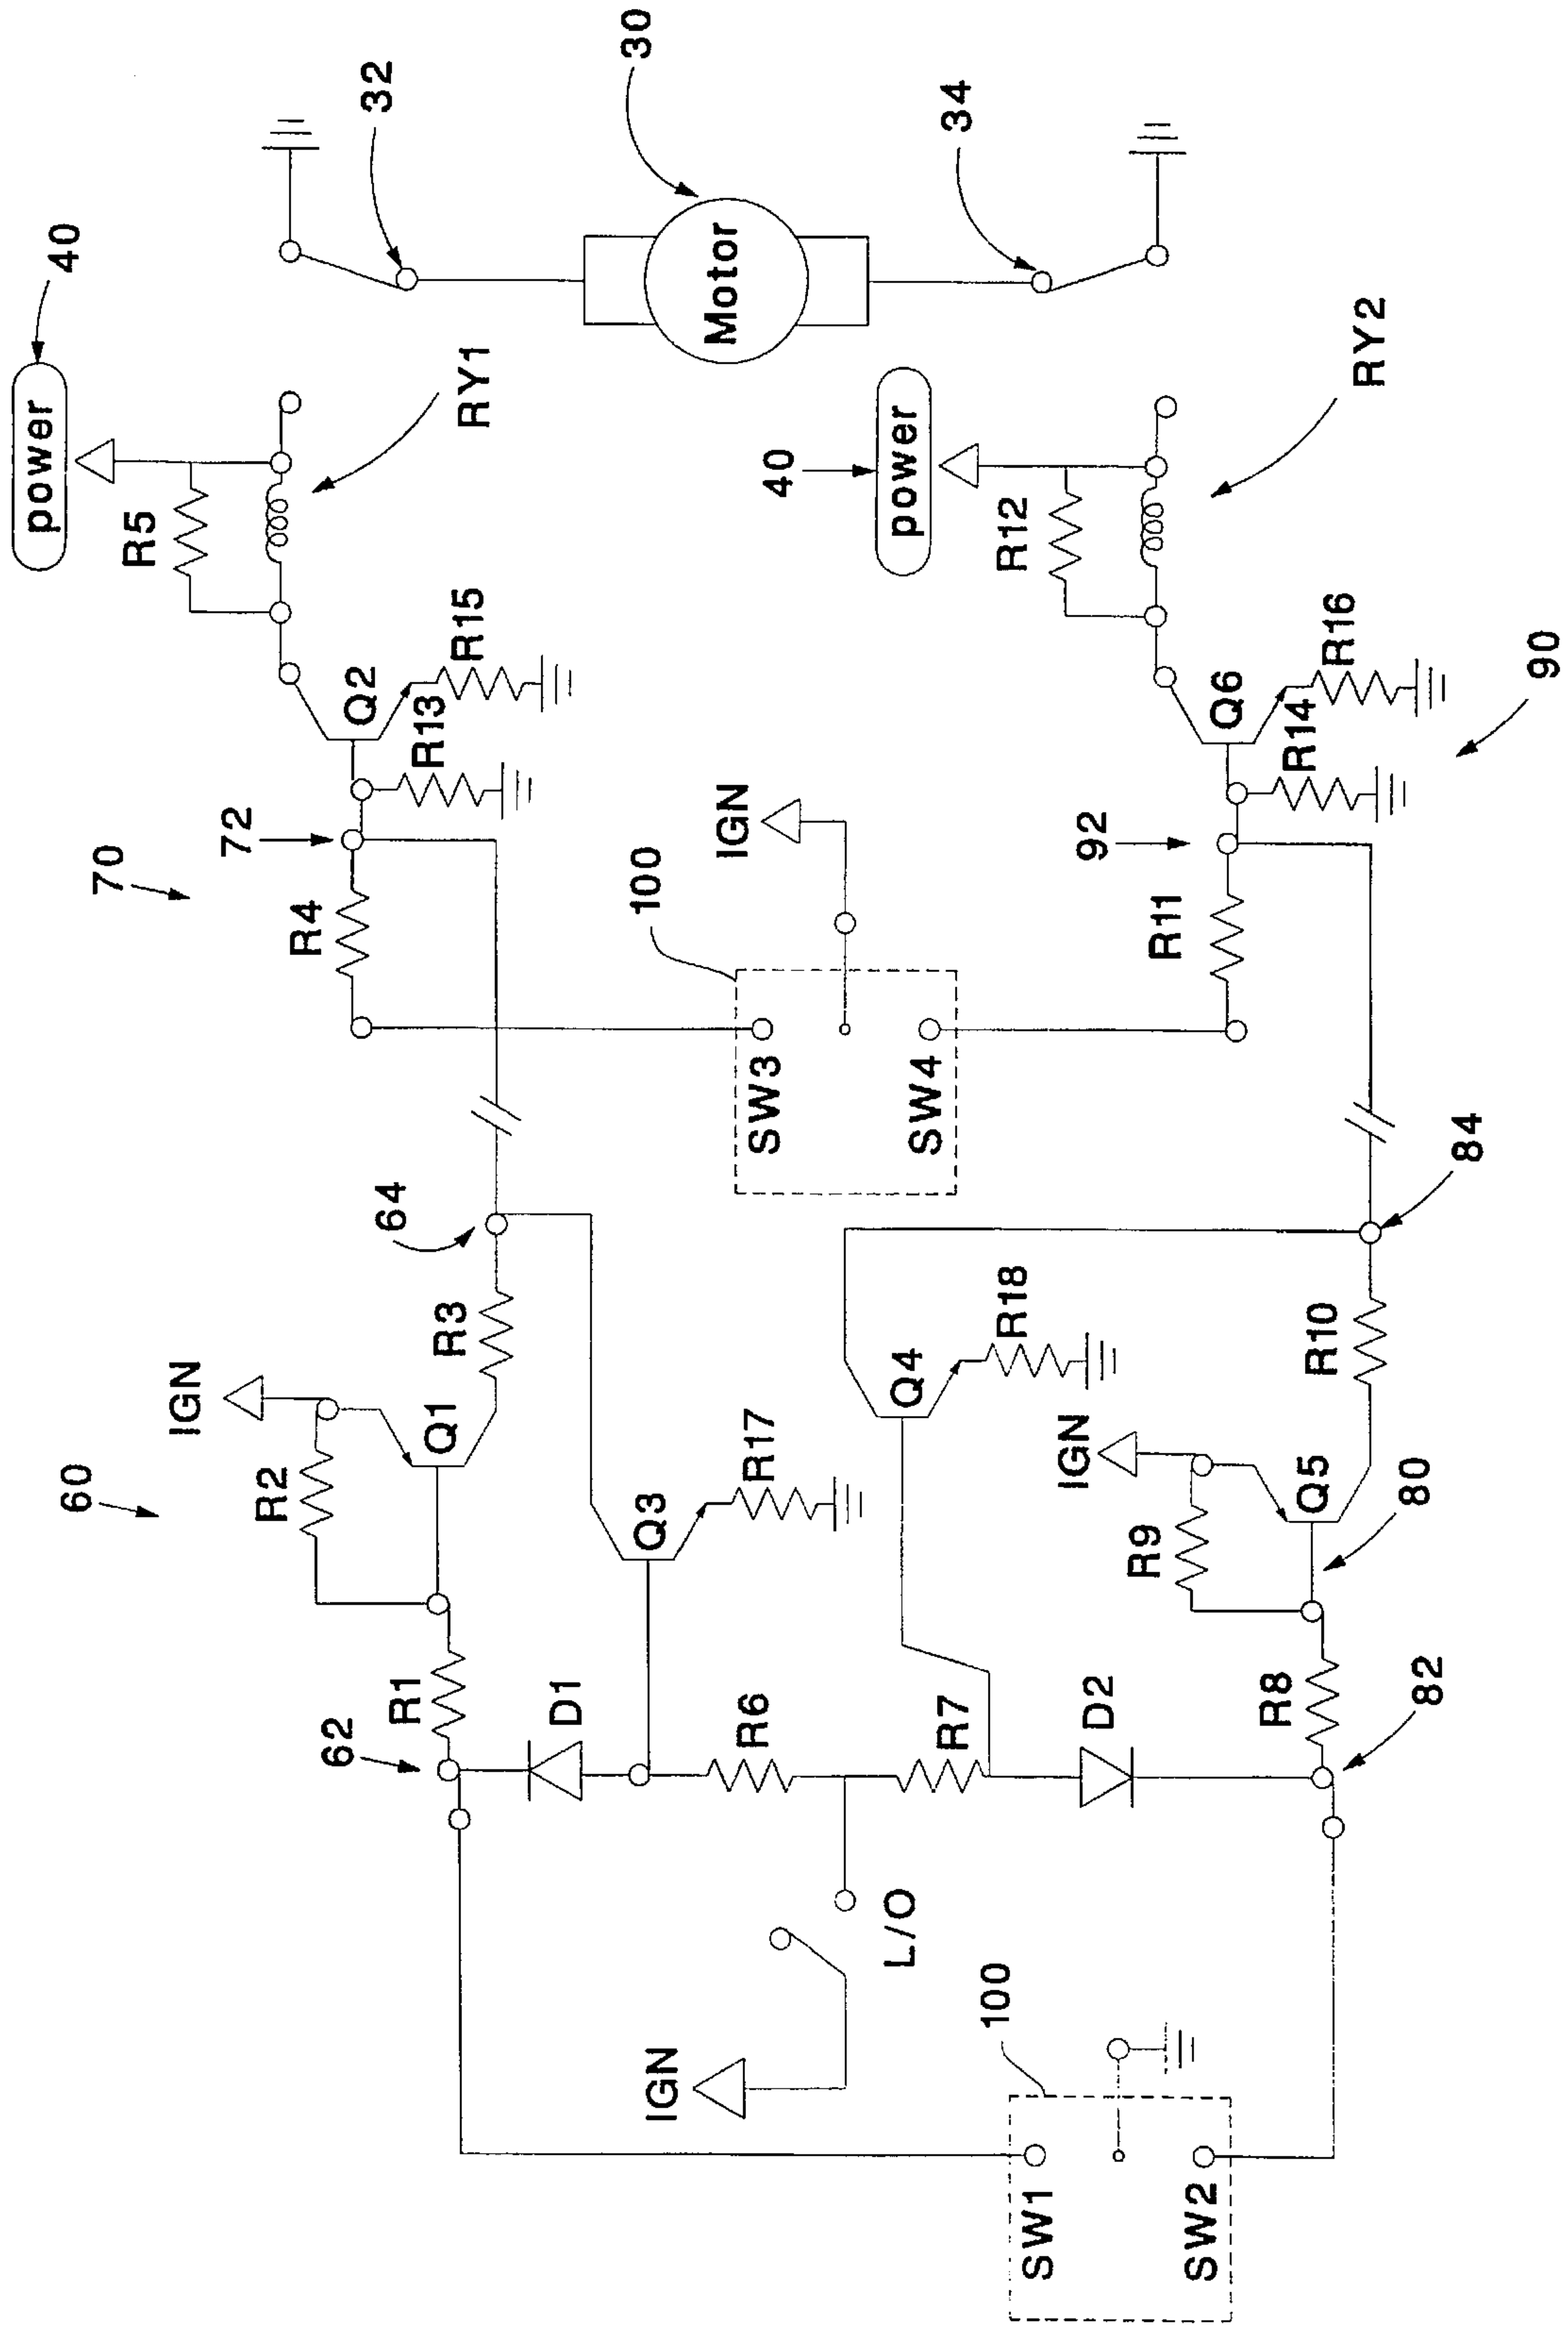 40
power
R5
RY1
32
30
Motor
34
40
power
R12
RY2
70
72
R4
Q2
R13
R15
100
IGN
SW3
SW4
92
R11
Q6
R14
R16
90
60
IGN
R2
Q1
R3
64
62
R1
D1
Q3
R17
R6
R7
Q4
R18
D2
IGN
R9
Q5
R10
84
80
R8
82
L/O
IGN
100
SW1
SW2